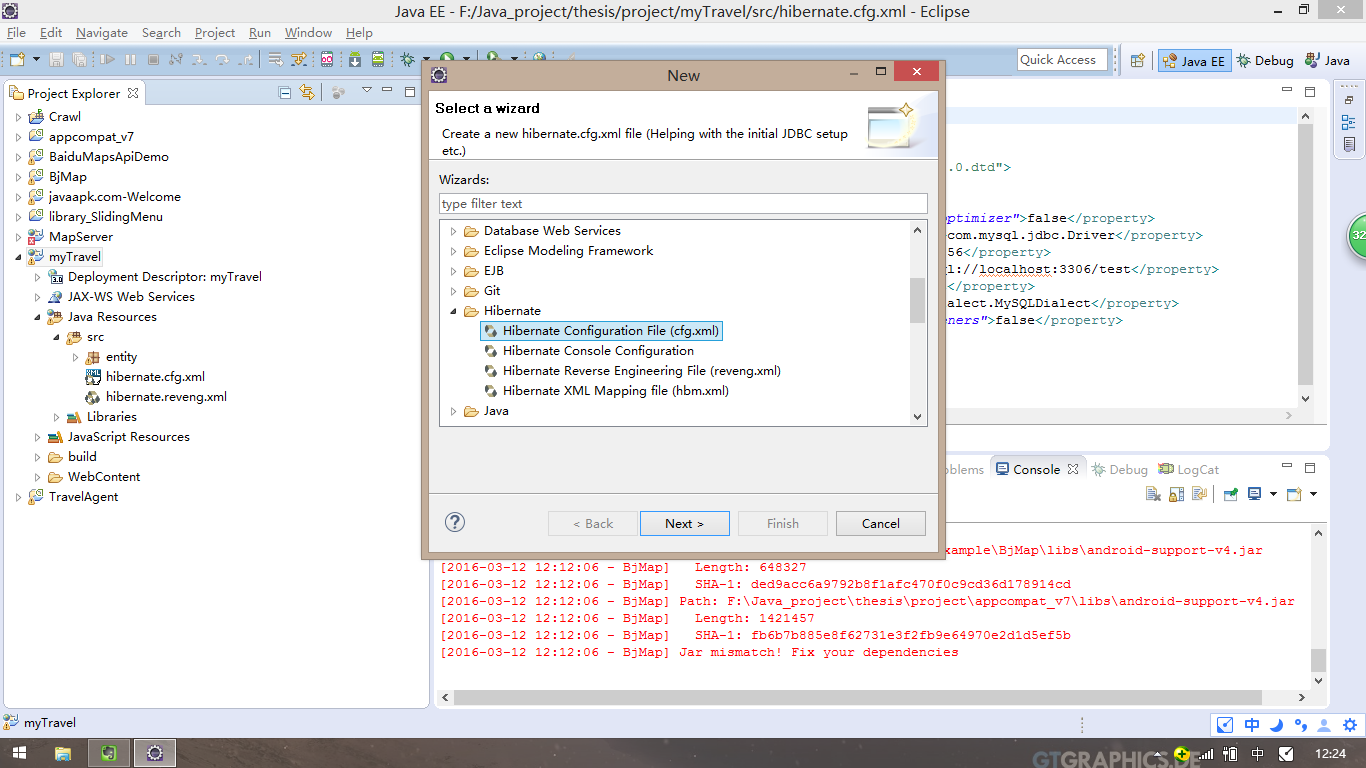 Java EE - F:/Java_project/thesis/project/myTravel/src/hibernate.cfg.xml - Eclipse
File Edit Navigate Search Project Run Window Help
Quick Access
Java EE
Debug
Java
Project Explorer
Crawl
appcompat_v7
BaiduMapsApiDemo
BjMap
javaapk.com-Welcome
library_SlidingMenu
MapServer
myTravel
Deployment Descriptor: myTravel
JAX-WS Web Services
Java Resources
src
entity
hibernate.cfg.xml
hibernate.reveng.xml
Libraries
JavaScript Resources
build
WebContent
TravelAgent
New
Select a wizard
Create a new hibernate.cfg.xml file (Helping with the initial JDBC setup
etc.)
Wizards:
type filter text
Database Web Services
Eclipse Modeling Framework
EJB
Git
Hibernate
Hibernate Configuration File (cfg.xml)
Hibernate Console Configuration
Hibernate Reverse Engineering File (reveng.xml)
Hibernate XML Mapping file (hbm.xml)
Java
< Back
Next >
Finish
Cancel
.0.dtd">
optimizer">false</property>
com.mysql.jdbc.Driver</property>
56</property>
l://localhost:3306/test</property>
</property>
alect.MySQLDialect</property>
eners">false</property>
32
oblems
Console
Debug
LogCat
xample\BjMap\libs\android-support-v4.jar
[2016-03-12 12:12:06 - BjMap] Length: 648327
[2016-03-12 12:12:06 - BjMap] SHA-1: ded9acc6a9792b8f1afc470f0c9cd36d178914cd
[2016-03-12 12:12:06 - BjMap] Path: F:\Java_project\thesis\project\appcompat_v7\libs\android-support-v4.jar
[2016-03-12 12:12:06 - BjMap] Length: 1421457
[2016-03-12 12:12:06 - BjMap] SHA-1: fb6b7b885e8f62731e3f2fb9e64970e2d1d5ef5b
[2016-03-12 12:12:06 - BjMap] Jar mismatch! Fix your dependencies
myTravel
中
GTGRAPHICS.DE
中
12:24